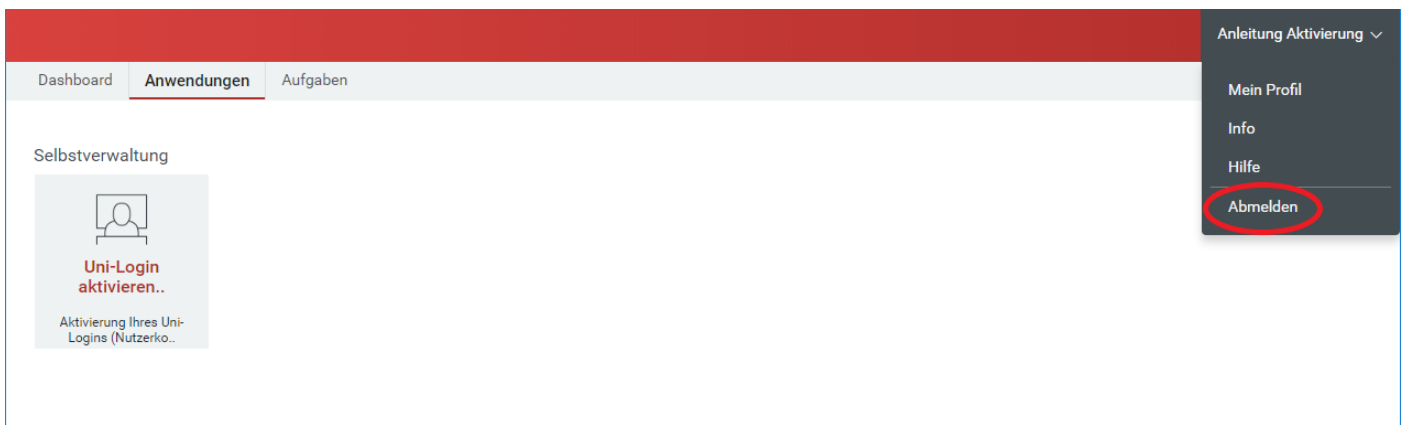 Anleitung Aktivierung
Dashboard Anwendungen Aufgaben
Mein Profil
Info
Hilfe
Abmelden
Selbstverwaltung
Uni-Login
aktivieren..
Aktivierung Ihres Uni-
Logins (Nutzerko..